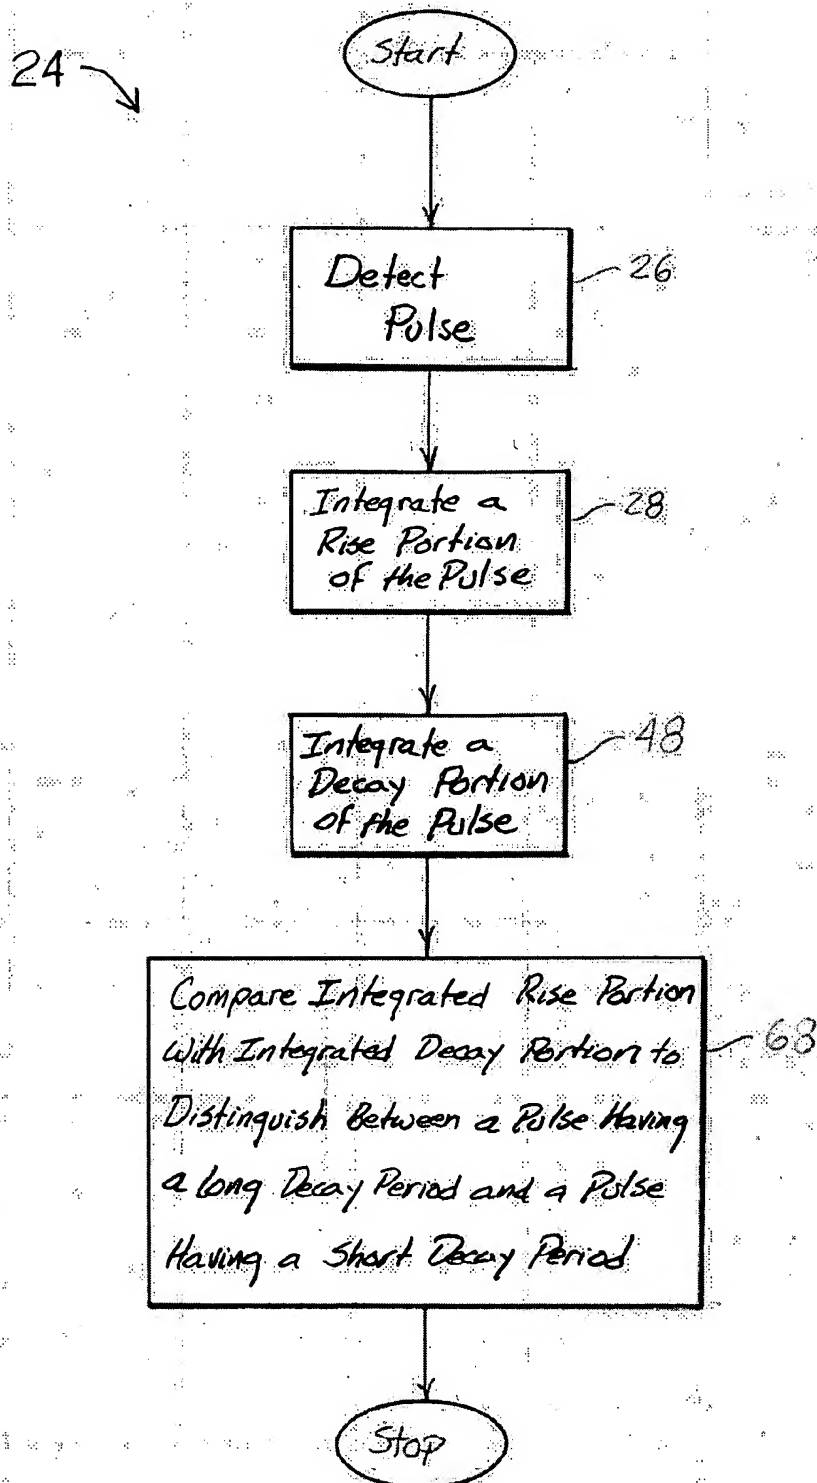 Start
24
Detect
Pulse
26
Integrate a
Rise Portion
of the Pulse
28
Integrate a
Decay Portion
of the Pulse
48
Compare Integrated Rise Portion
With Integrated Decay Portion to
Distinguish Between a Pulse Having
a Long Decay Period and a Pulse
Having a Short Decay Period
68
Stop